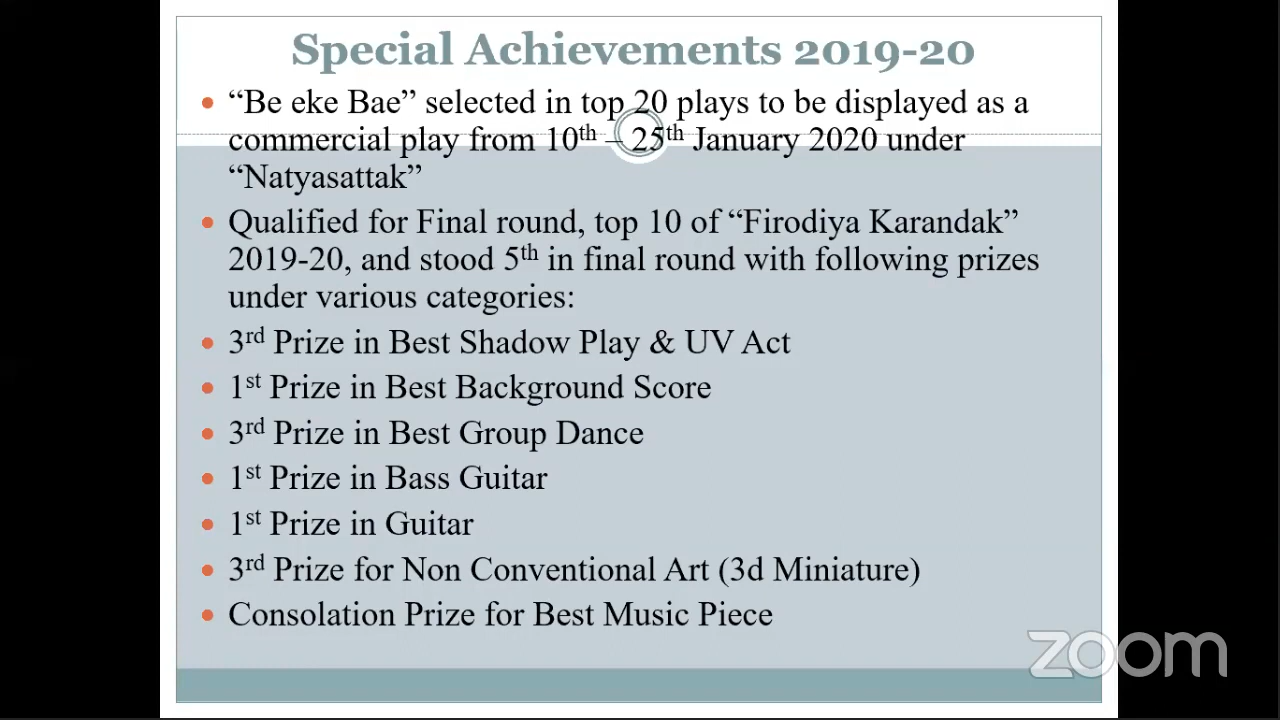 Special Achievements 2019-20
• “Be eke Bae” selected in top 20 plays to be displayed as a
commercial play from 10th – 25th January 2020 under
“Natyasattak”
• Qualified for Final round, top 10 of “Firodiya Karandak”
2019-20, and stood 5th in final round with following prizes
under various categories:
• 3rd Prize in Best Shadow Play & UV Act
• 1st Prize in Best Background Score
• 3rd Prize in Best Group Dance
• 1st Prize in Bass Guitar
• 1st Prize in Guitar
• 3rd Prize for Non Conventional Art (3d Miniature)
• Consolation Prize for Best Music Piece
zoom